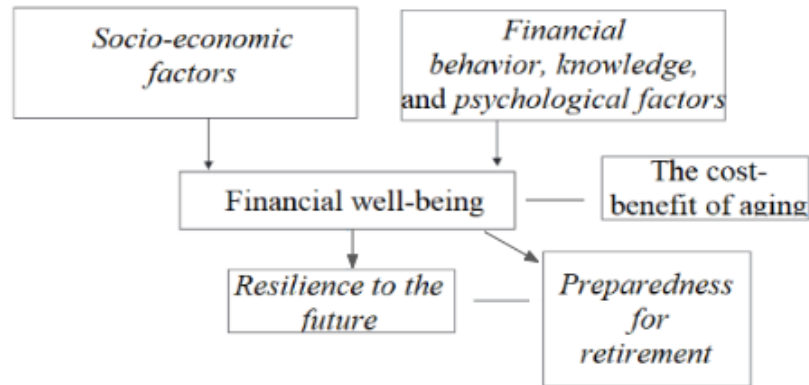 Socio-economic
factors
Financial
behavior, knowledge,
and psychological factors
Financial well-being
The cost-
benefit of aging
Resilience to the
future
Preparedness
for
retirement